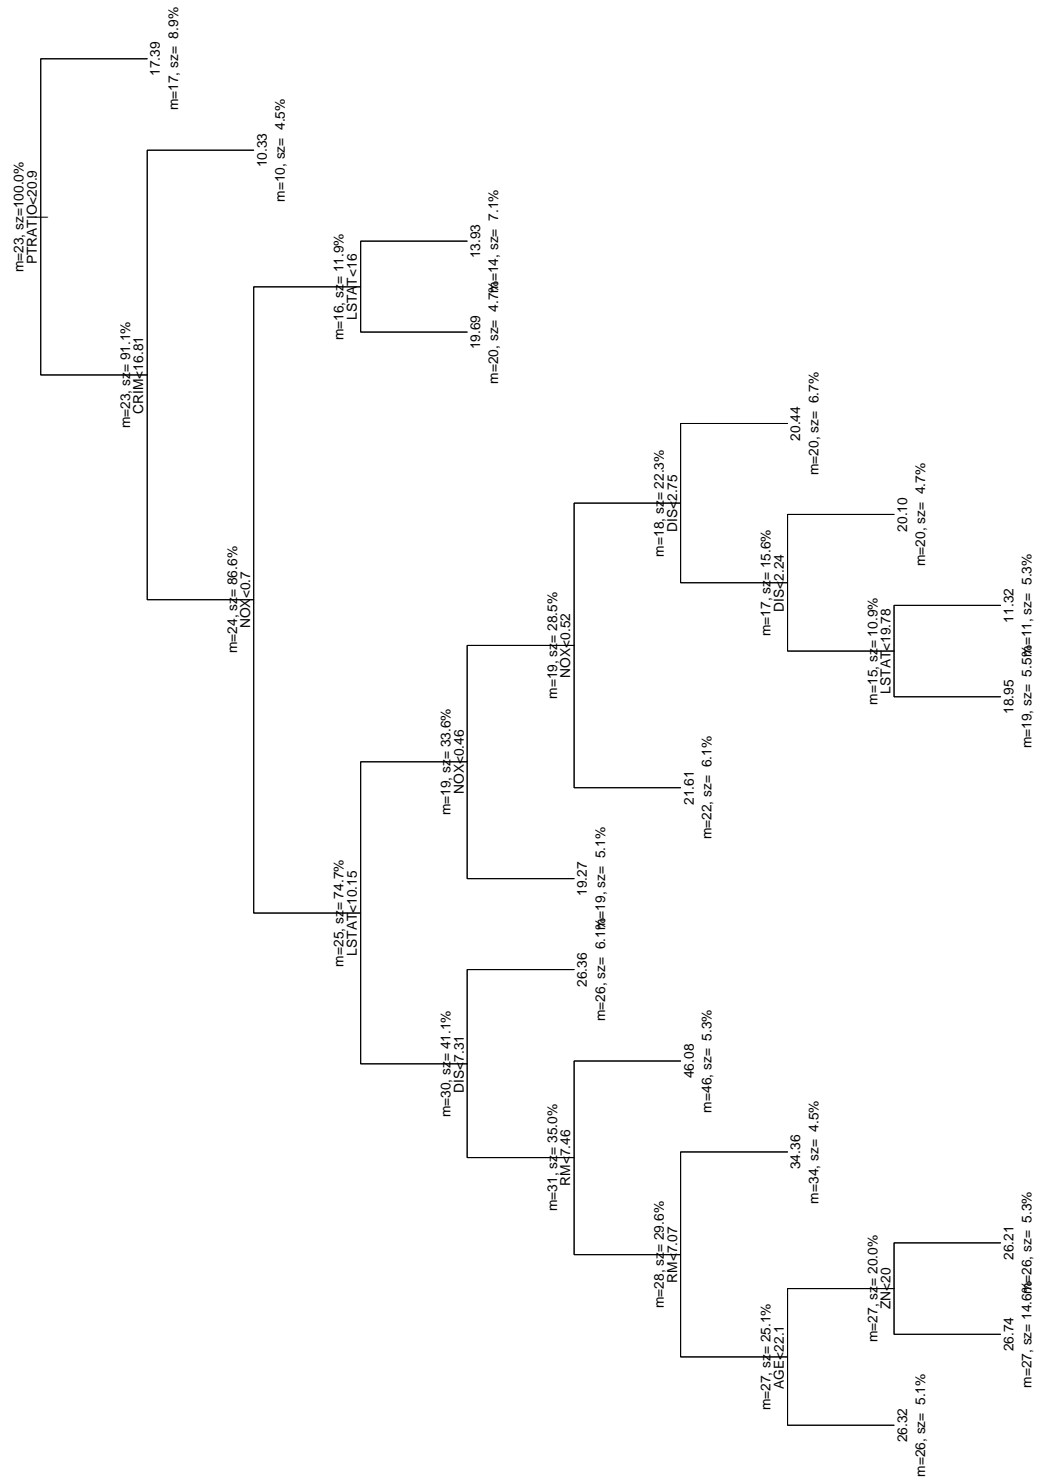 m=23, sz=100.0%
PTRATIO<20.9
17.39
m=17, sz= 8.9%
m=23, sz= 91.1%
CRIM<16.81
10.33
m=10, sz= 4.5%
m=24, sz= 86.6%
NOX<0.7
m=16, sz= 11.9%
LSTAT<16
19.69
m=20, sz= 4.7%
13.93
m=14, sz= 7.1%
m=25, sz= 74.7%
LSTAT<10.15
m=30, sz= 41.1%
DIS<7.31
m=19, sz= 33.6%
NOX<0.46
m=31, sz= 35.0%
RM<7.46
26.36
m=26, sz= 6.1%
19.27
m=19, sz= 5.1%
m=19, sz= 28.5%
NOX<0.52
m=28, sz= 29.6%
RM<7.07
46.08
m=46, sz= 5.3%
21.61
m=22, sz= 6.1%
m=18, sz= 22.3%
DIS<2.75
m=27, sz= 25.1%
AGE<22.1
34.36
m=34, sz= 4.5%
m=17, sz= 15.6%
DIS<2.24
20.44
m=20, sz= 6.7%
26.32
m=26, sz= 5.1%
m=27, sz= 20.0%
ZN<20
m=15, sz= 10.9%
LSTAT<19.78
20.10
m=20, sz= 4.7%
26.74
m=27, sz= 14.6%
26.21
m=26, sz= 5.3%
18.95
m=19, sz= 5.5%
11.32
m=11, sz= 5.3%